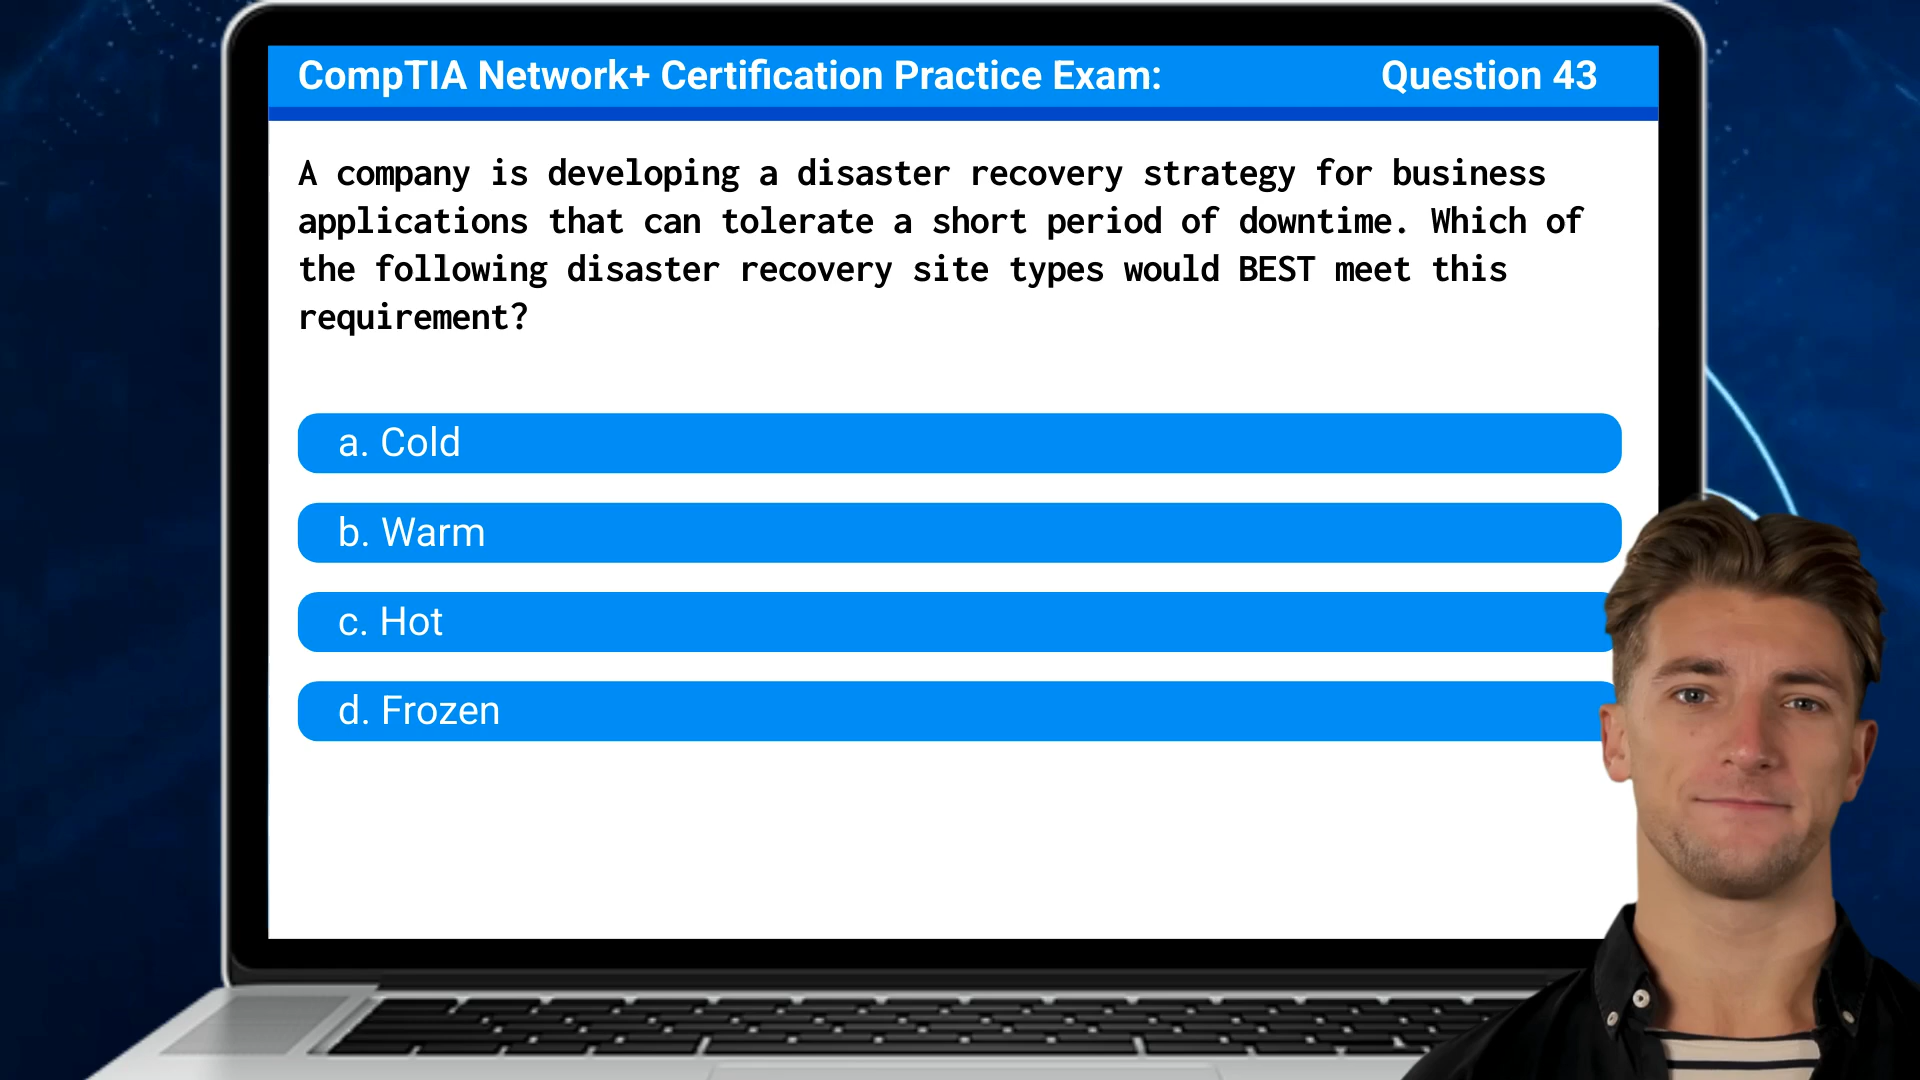 CompTIA Network+ Certification Practice Exam:
Question 43
A company is developing a disaster recovery strategy for business
applications that can tolerate a short period of downtime. Which of
the following disaster recovery site types would BEST meet this
requirement?
a. Cold
b. Warm
c. Hot
d. Frozen